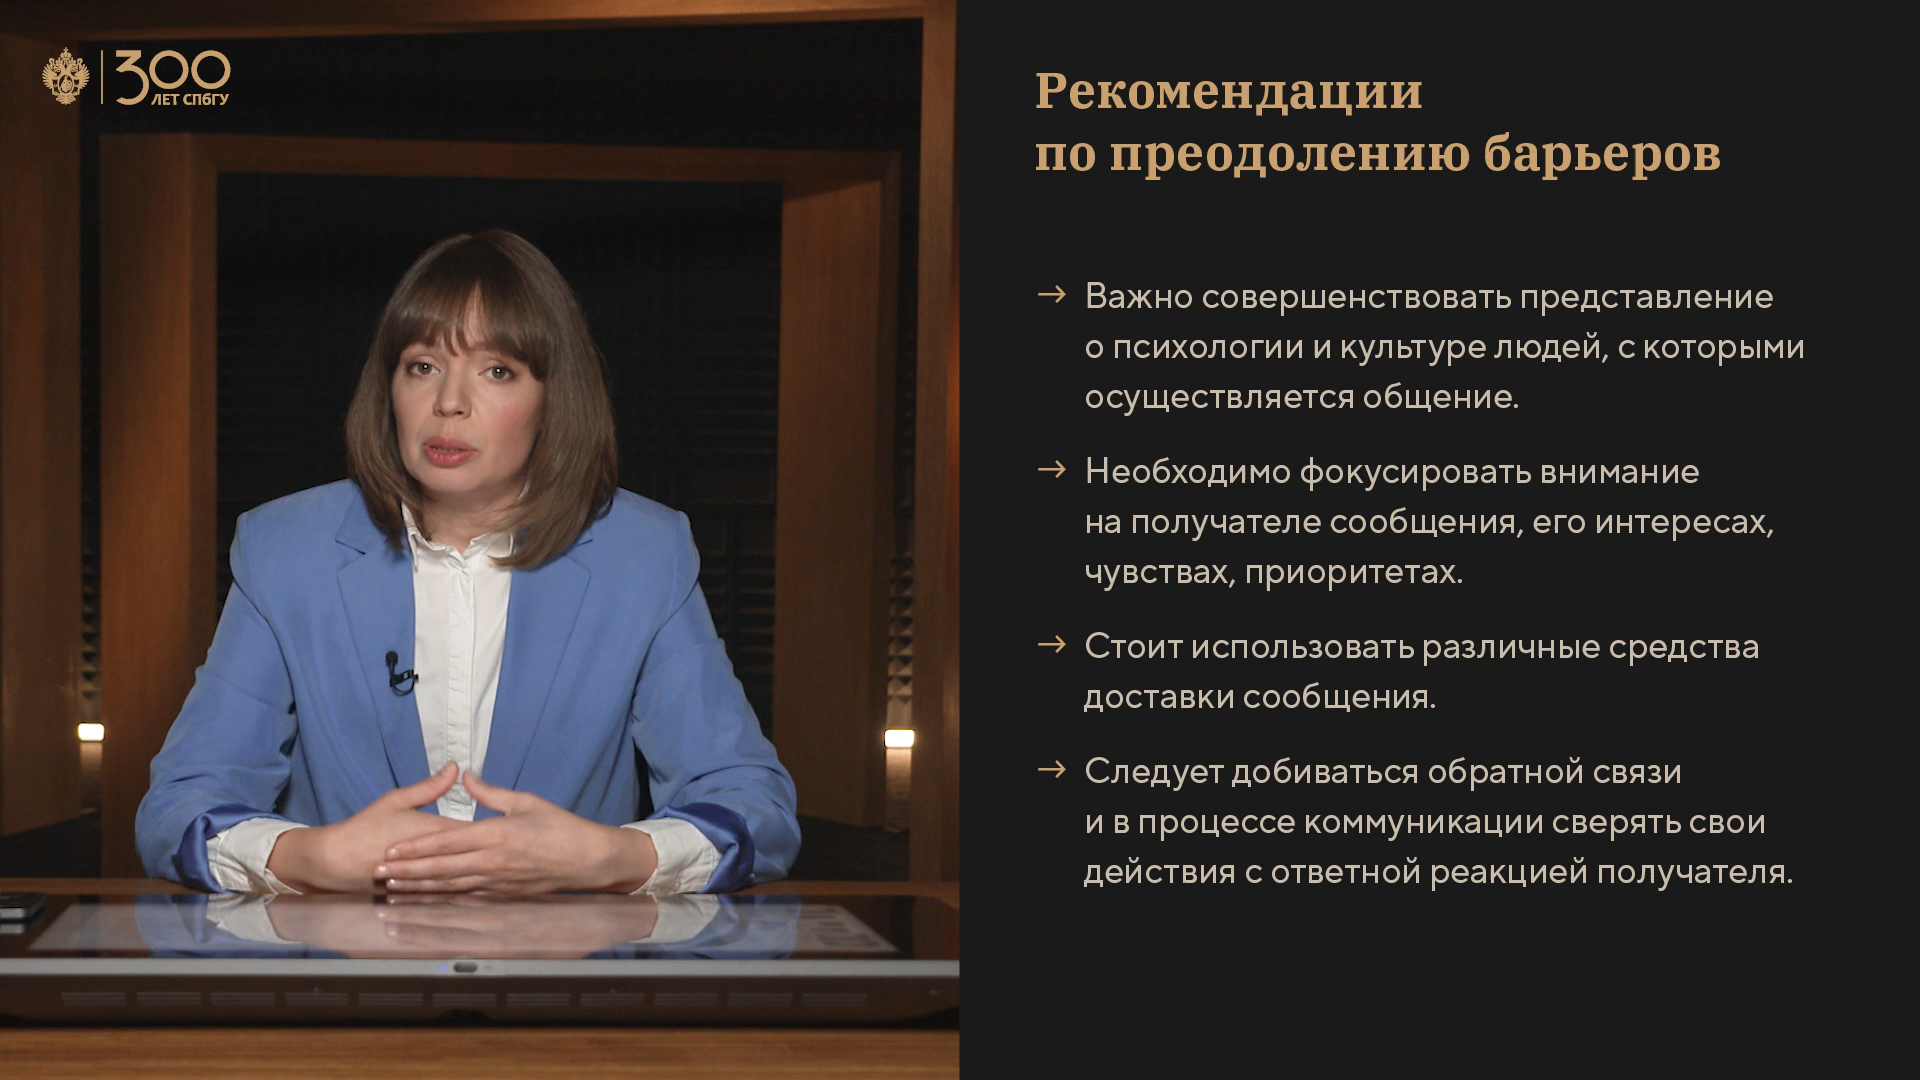 300
ЛЕТ СПбГУ
Рекомендации
по преодолению барьеров
→ Важно совершенствовать представление
о психологии и культуре людей, с которыми
осуществляется общение.
→ Необходимо фокусировать внимание
на получателе сообщения, его интересах,
чувствах, приоритетах.
→ Стоит использовать различные средства
доставки сообщения.
→ Следует добиваться обратной связи
и в процессе коммуникации сверять свои
действия с ответной реакцией получателя.